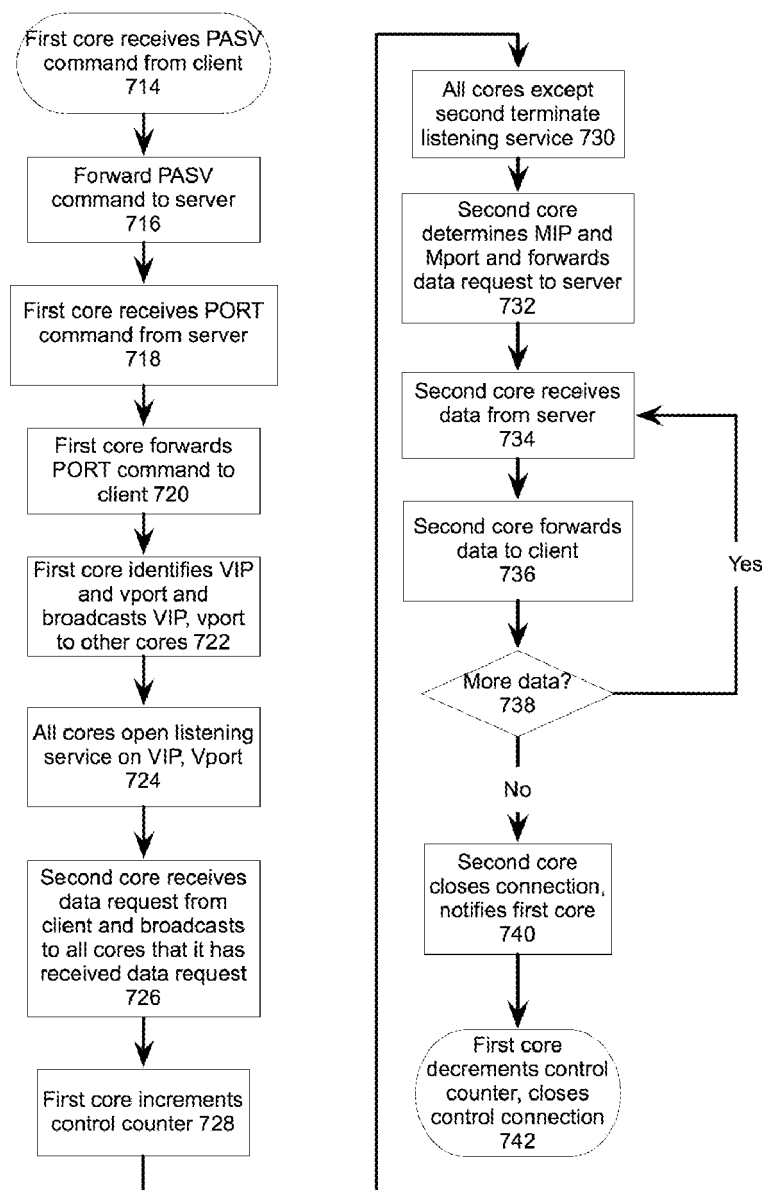 First core receives PASV
command from client
714
Forward PASV
command to server
716
First core receives PORT
command from server
718
First core forwards
PORT command to
client 720
First core identifies VIP
and vport and
broadcasts VIP, vport
to other cores 722
All cores open listening
service on VIP, Vport
724
Second core receives
data request from
client and broadcasts
to all cores that it has
received data request
726
First core increments
control counter 728
All cores except
second terminate
listening service 730
Second core
determines MIP and
Mport and forwards
data request to server
732
Second core receives
data from server
734
Second core forwards
data to client
736
Yes
More data?
738
No
Second core
closes connection,
notifies first core
740
First core
decrements control
counter, closes
control connection
742